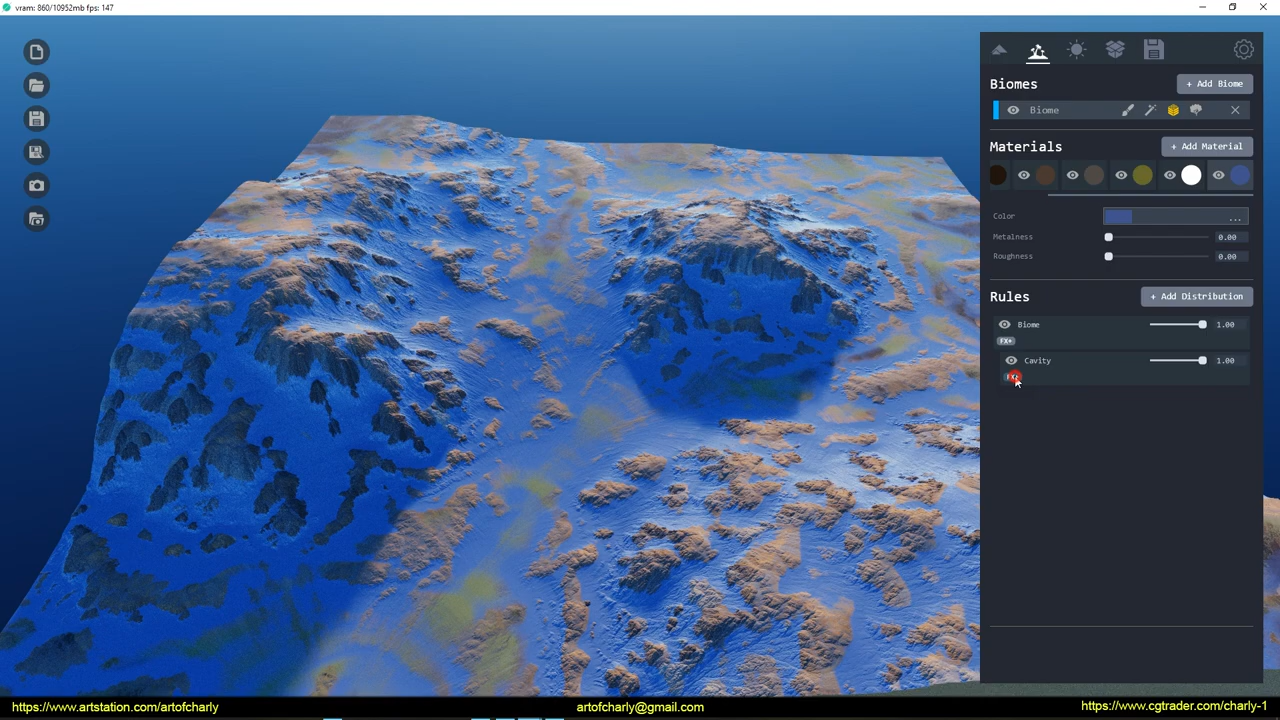 vram: 860/10952mb fps: 147
Biomes
+ Add Biome
Biome
Materials
+ Add Material
Color
...
Metalness
0.00
Roughness
0.00
Rules
+ Add Distribution
Biome
1.00
FX+
Cavity
1.00
https://www.artstation.com/artofcharly
artofcharly@gmail.com
https://www.cgtrader.com/charly-1